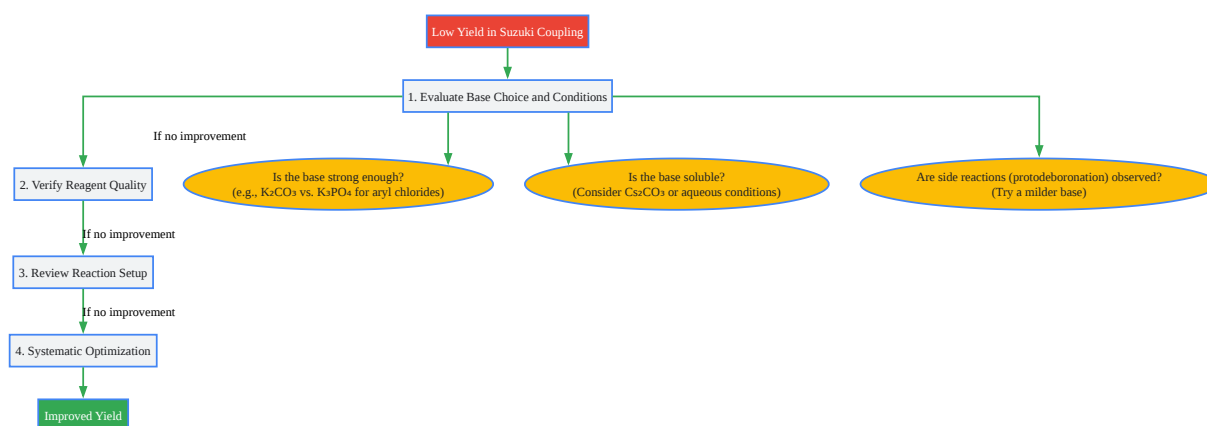 Low Yield in Suzuki Coupling
1. Evaluate Base Choice and Conditions
If no improvement
2. Verify Reagent Quality
Is the base strong enough?
(e.g., K₂CO₃ vs. K₃PO₄ for aryl chlorides)
Is the base soluble?
(Consider Cs₂CO₃ or aqueous conditions)
Are side reactions (protodeboronation) observed?
(Try a milder base)
If no improvement
3. Review Reaction Setup
If no improvement
4. Systematic Optimization
Improved Yield